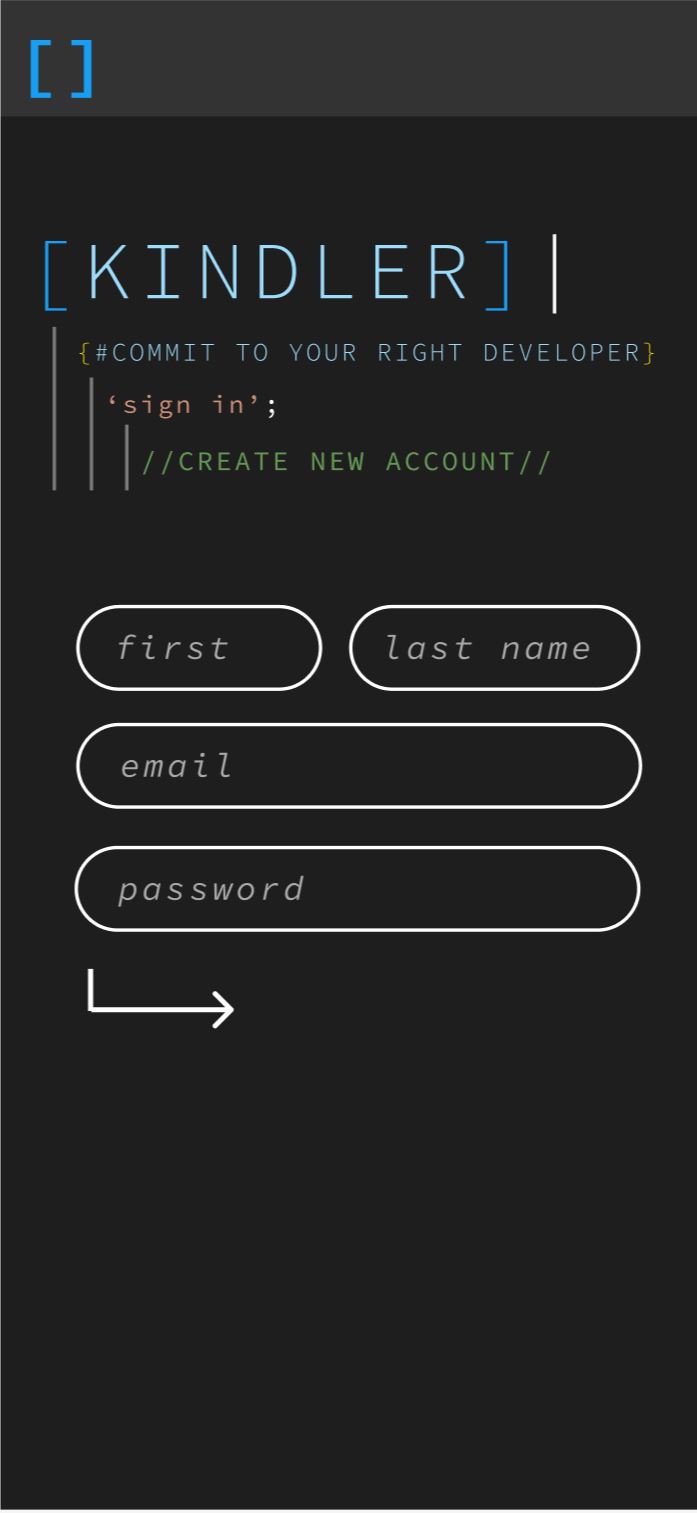 []
[KINDLER]|
{#COMMIT TO YOUR RIGHT DEVELOPER}
‘sign in’;
//CREATE NEW ACCOUNT//
first last name
email
password